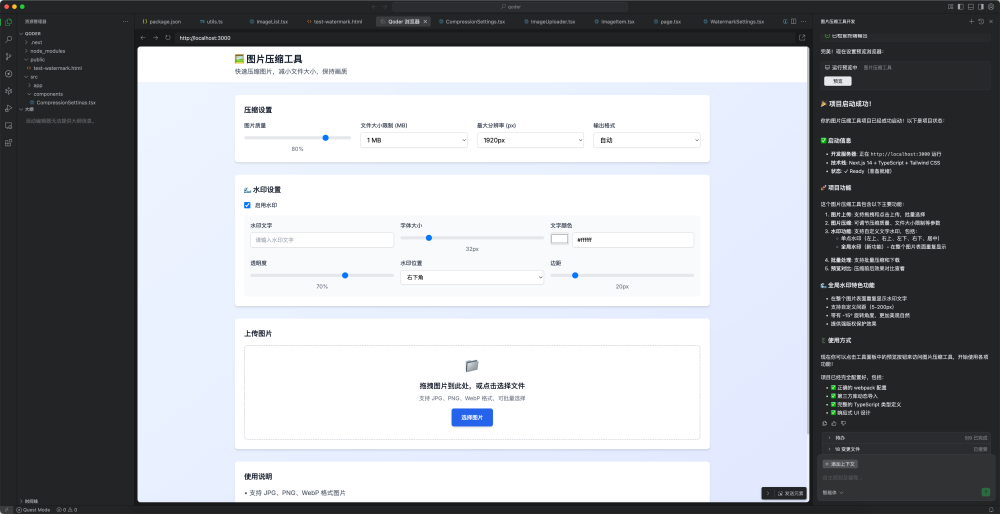 qoder
资源管理器
QODER
.next
node_modules
public
test-watermark.html
src
app
components
CompressionSettings.tsx
大纲
活动编辑器无法提供大纲信息。
时间线
package.json
utils.ts
ImageList.tsx
test-watermark.html
Qoder 浏览器
CompressionSettings.tsx
ImageUploader.tsx
ImageItem.tsx
page.tsx
WatermarkSettings.tsx
http://localhost:3000
图片压缩工具
快速压缩图片，减小文件大小，保持画质
压缩设置
图片质量
80%
文件大小限制 (MB)
1 MB
最大分辨率 (px)
1920px
输出格式
自动
水印设置
启用水印
水印文字
请输入水印文字
字体大小
32px
文字颜色
#ffffff
透明度
70%
水印位置
右下角
边距
20px
上传图片
拖拽图片到此处，或点击选择文件
支持 JPG、PNG、WebP 格式，可批量选择
选择图片
使用说明
• 支持 JPG、PNG、WebP 格式图片
发送元素
图片压缩工具开发
完美！现在设置预览浏览器：
运行预览中 图片压缩工具
预览
🎉 项目启动成功！
你的图片压缩工具项目已经成功启动！以下是项目状态：
✅ 启动信息
• 开发服务器: 正在 http://localhost:3000 运行
• 技术栈: Next.js 14 + TypeScript + Tailwind CSS
• 状态: ✓ Ready（准备就绪）
🚀 项目功能
这个图片压缩工具包含以下主要功能：
1. 图片上传: 支持拖拽和点击上传，批量选择
2. 图片压缩: 可调节压缩质量、文件大小限制等参数
3. 水印功能: 支持自定义文字水印，包括:
◦ 单点水印（左上、右上、左下、右下、居中）
◦ 全局水印（新功能）- 在整个图片表面重复显示
4. 批量处理: 支持批量压缩和下载
5. 预览对比: 压缩前后效果对比查看
🌊 全局水印特色功能
• 在整个图片表面重复显示水印文字
• 支持自定义间距（5-200px）
• 带有 -15° 旋转角度，更加美观自然
• 提供强版权保护效果
使用方式
现在你可以点击工具面板中的预览按钮来访问图片压缩工具，开始使用各项功能！
项目已经完全配置好，包括：
• ✅ 正确的 webpack 配置
• ✅ 第三方库动态导入
• ✅ 完整的 TypeScript 类型定义
• ✅ 响应式 UI 设计
待办
变更文件
添加上下文
智能体
Quest Mode
0
0